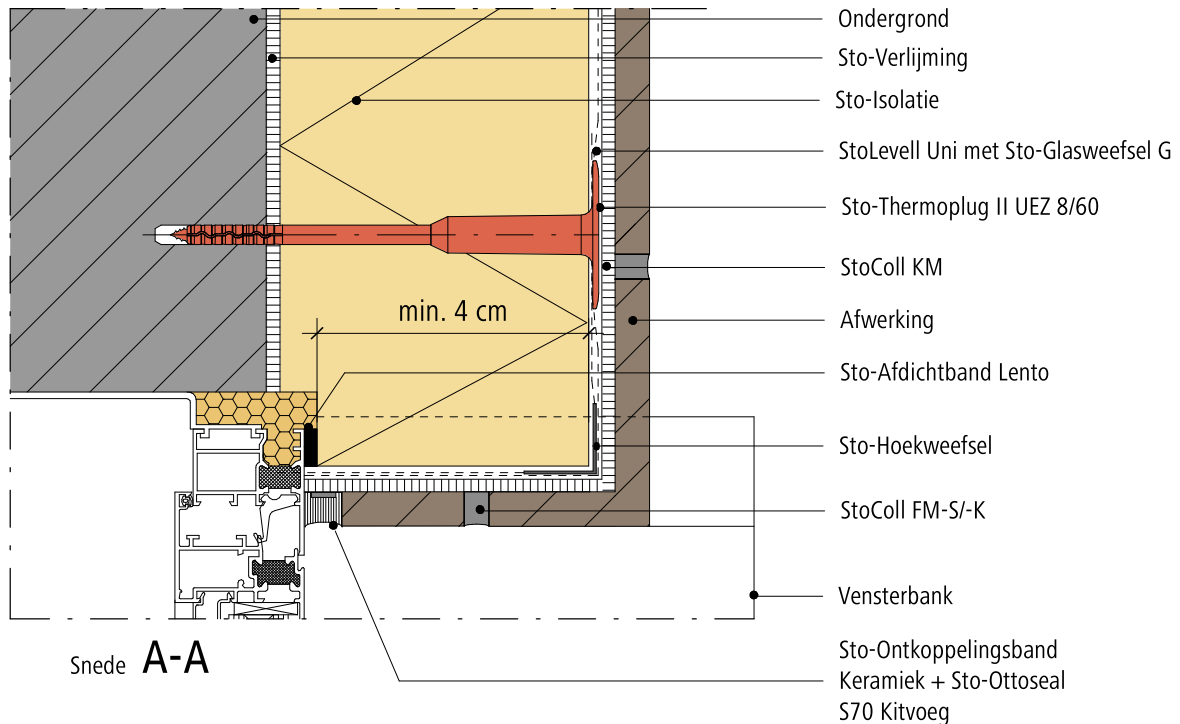 Ondergrond
Sto-Verlijming
Sto-Isolatie
StoLevell Uni met Sto-Glasweefsel G
Sto-Thermoplug II UEZ 8/60
StoColl KM
min. 4 cm
Afwerking
Sto-Afdichtband Lento
Sto-Hoekweefsel
StoColl FM-S/-K
Vensterbank
Snede A-A
Sto-Ontkoppelingsband
Keramiek + Sto-Ottoseal
S70 Kitvoeg